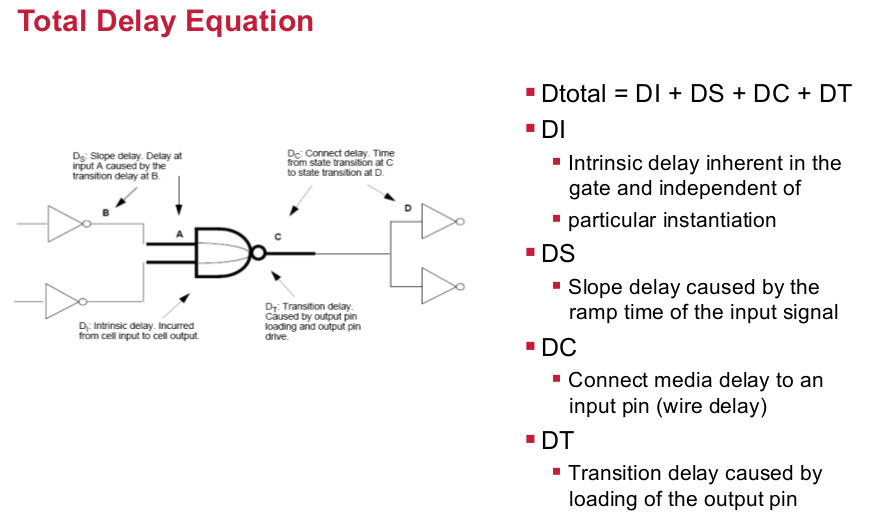 Total Delay Equation
DS: Slope delay. Delay at
input A caused by the
transition delay at B.
DC: Connect delay. Time
from state transition at C
to state transition at D.
B
D
A
C
DI: Intrinsic delay. Incurred
from cell input to cell output.
DT: Transition delay.
Caused by output pin
loading and output pin
drive.
Dtotal = DI + DS + DC + DT
DI
Intrinsic delay inherent in the
gate and independent of
particular instantiation
DS
Slope delay caused by the
ramp time of the input signal
DC
Connect media delay to an
input pin (wire delay)
DT
Transition delay caused by
loading of the output pin